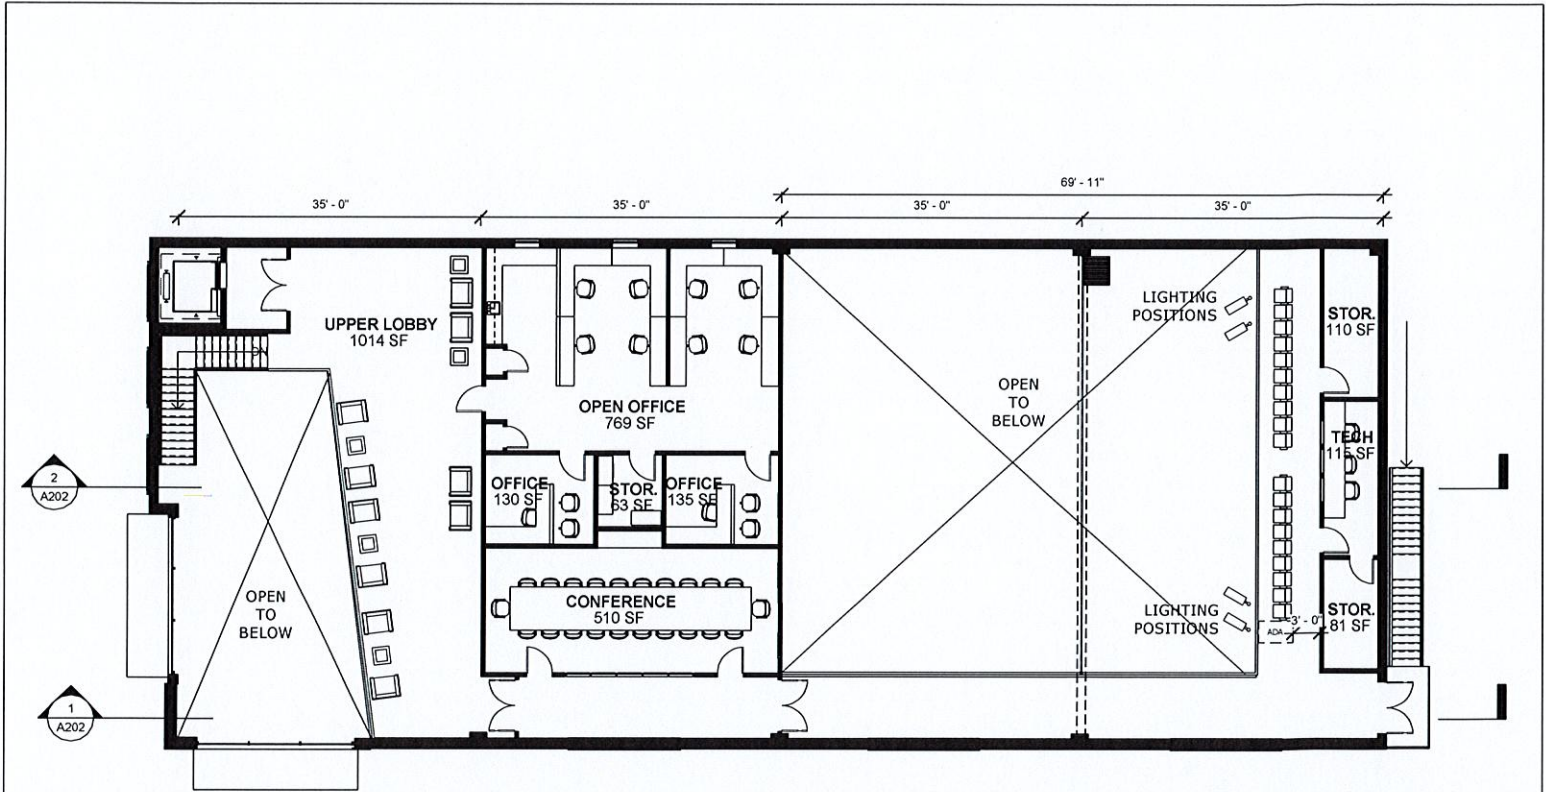 69' - 11"
35' - 0"
35' - 0"
35' - 0"
35' - 0"
UPPER LOBBY
1014 SF
OPEN OFFICE
769 SF
OFFICE
130 SF
STOR.
63 SF
OFFICE
135 SF
CONFERENCE
510 SF
OPEN
TO
BELOW
OPEN
TO
BELOW
LIGHTING
POSITIONS
LIGHTING
POSITIONS
STOR.
110 SF
TECH
115 SF
STOR.
81 SF
3' - 0"
ADA
2
A202
1
A202